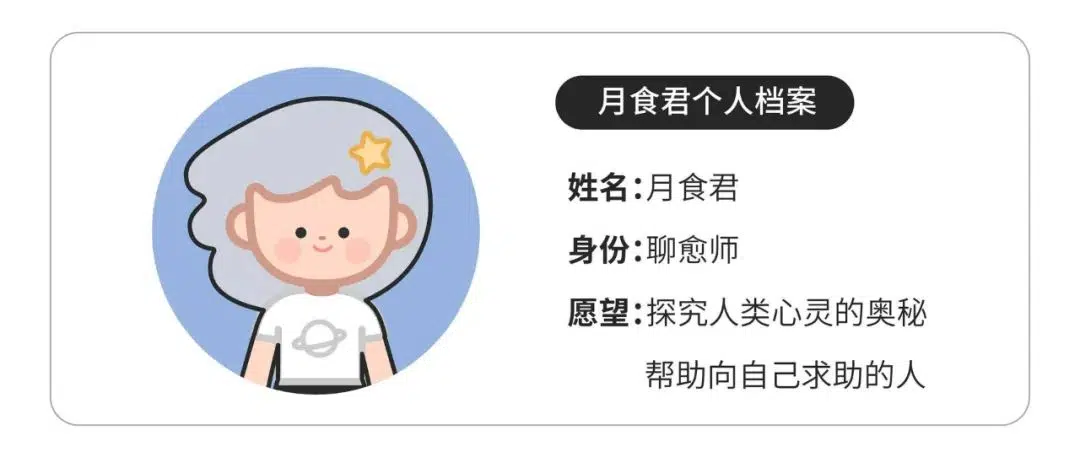 月食君个人档案
姓名：月食君
身份：聊愈师
愿望：探究人类心灵的奥秘
帮助向自己求助的人